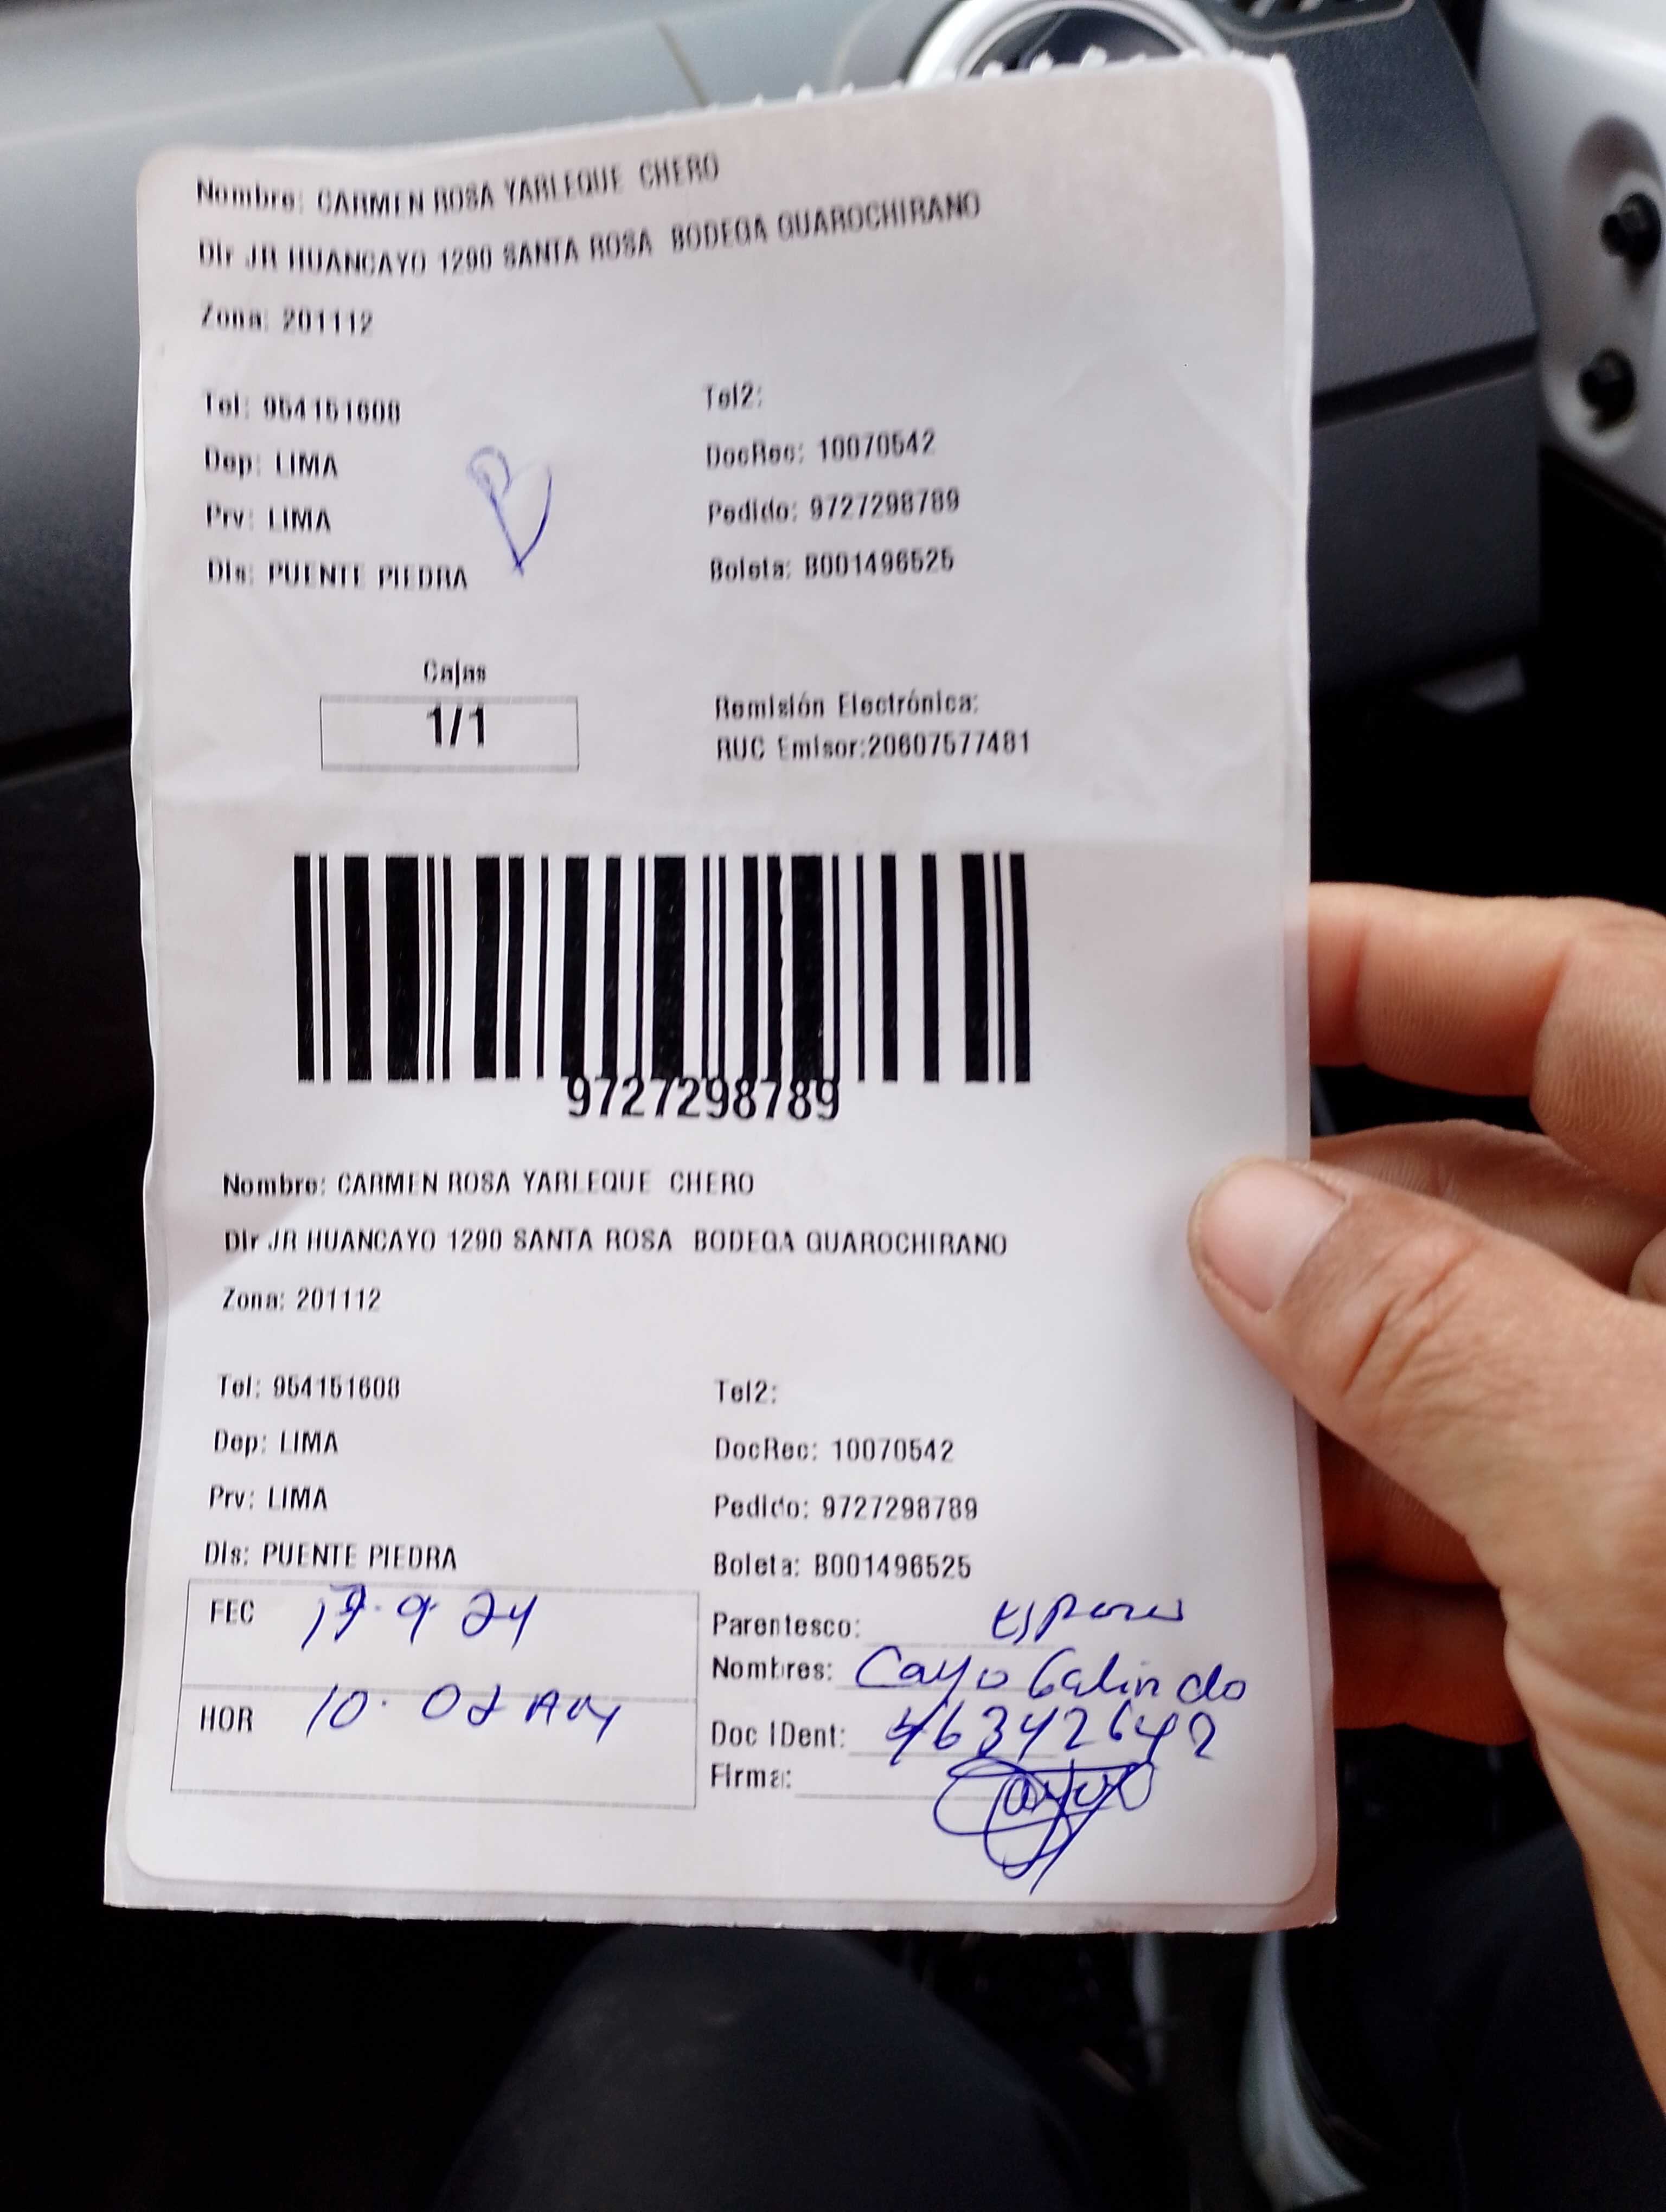 Nombre: CARMEN ROSA YARLEQUE CHERO
Dir JR HUANCAYO 1290 SANTA ROSA BODEGA GUAROCHIRANO
Zona: 201112
Tel: 954151608 Tel2:
Dep: LIMA DocRec: 10070542
Prv: LIMA Pedido: 9727298789
Dis: PUENTE PIEDRA Boleta: B001496525
Cajas
1/1
Remisión Electrónica:
RUC Emisor:20607577481
9727298789
Nombre: CARMEN ROSA YARLEQUE CHERO
Dir JR HUANCAYO 1290 SANTA ROSA BODEGA GUAROCHIRANO
Zona: 201112
Tel: 954151608 Tel2:
Dep: LIMA DocRec: 10070542
Prv: LIMA Pedido: 9727298789
Dis: PUENTE PIEDRA Boleta: B001496525
FEC 9 24 Parentesco:
Nombres: Cayo Galindo
HOR 10:02 AM Doc IDent: 46342642
Firma: